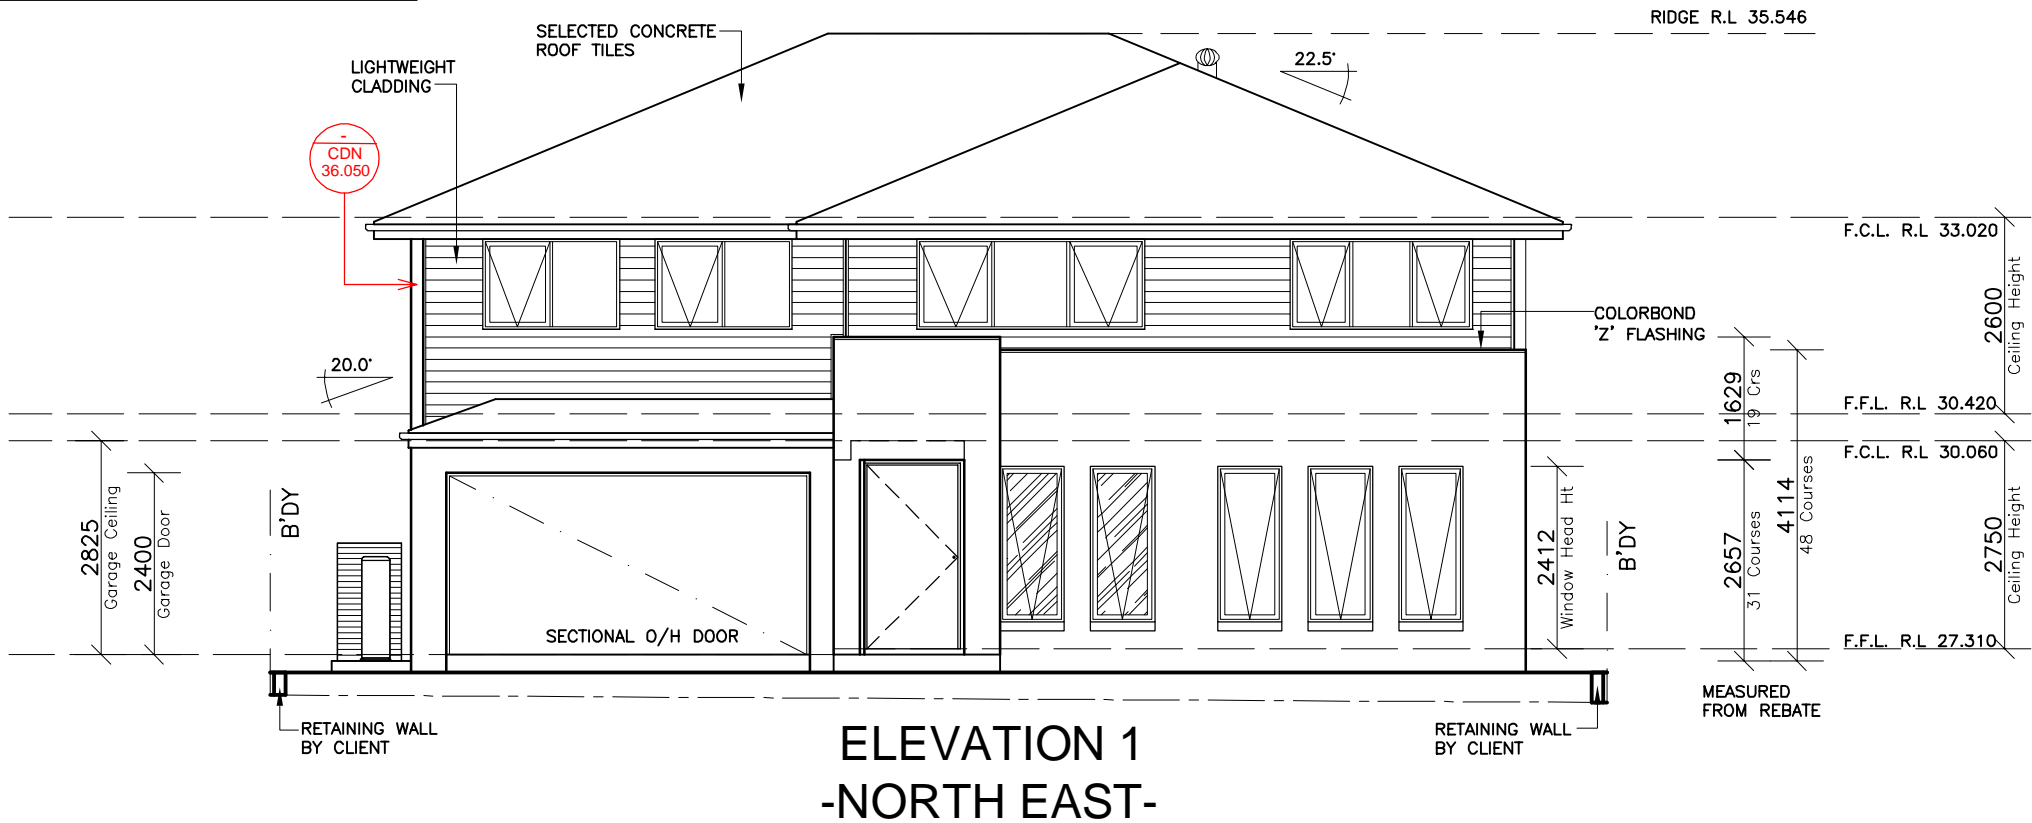 RIDGE R.L 35.546
SELECTED CONCRETE
ROOF TILES
22.5°
LIGHTWEIGHT
CLADDING
-
CDN
36.050
F.C.L. R.L 33.020
2600
Ceiling Height
COLORBOND
'Z' FLASHING
20.0°
1629
19 Crs
F.F.L. R.L 30.420
F.C.L. R.L 30.060
2825
Garage Ceiling
2400
Garage Door
B'DY
2412
Window Head Ht
B'DY
2657
31 Courses
4114
48 Courses
2750
Ceiling Height
SECTIONAL O/H DOOR
F.F.L. R.L 27.310
MEASURED
FROM REBATE
RETAINING WALL
BY CLIENT
RETAINING WALL
BY CLIENT
ELEVATION 1
-NORTH EAST-